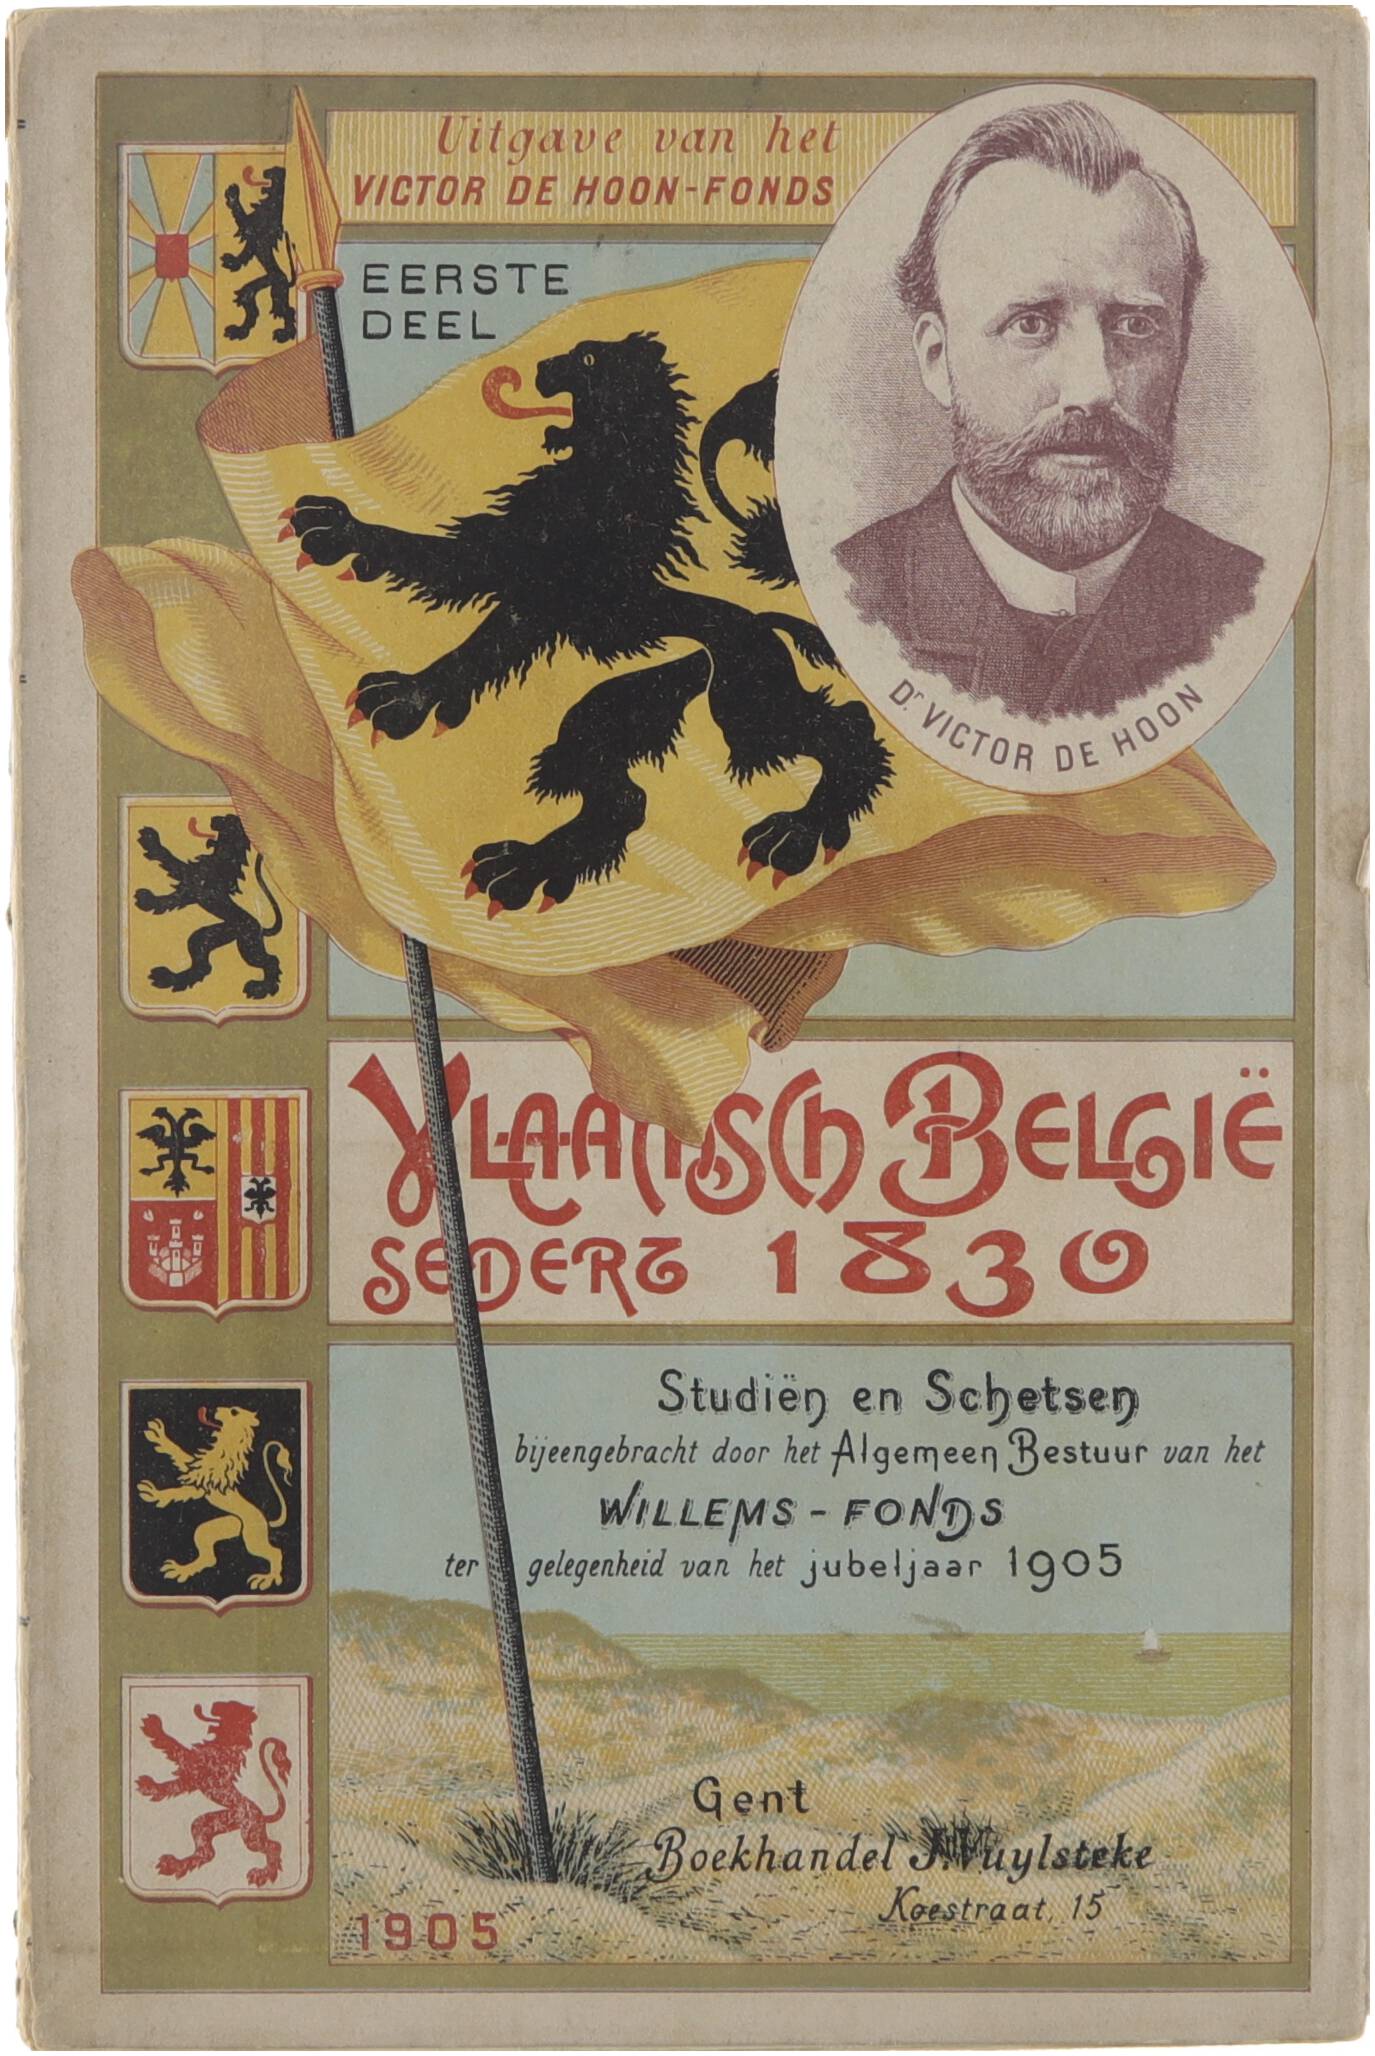 Uitgave van het
VICTOR DE HOON-FONDS
EERSTE
DEEL
Dr VICTOR DE HOON
VLAAMSCH BELGIË
SEDERT 1830
Studiën en Schetsen
bijeengebracht door het Algemeen Bestuur van het
WILLEMS-FONDS
ter gelegenheid van het jubeljaar 1905
Gent
Boekhandel J. Vuylsteke
Koestraat, 15
1905